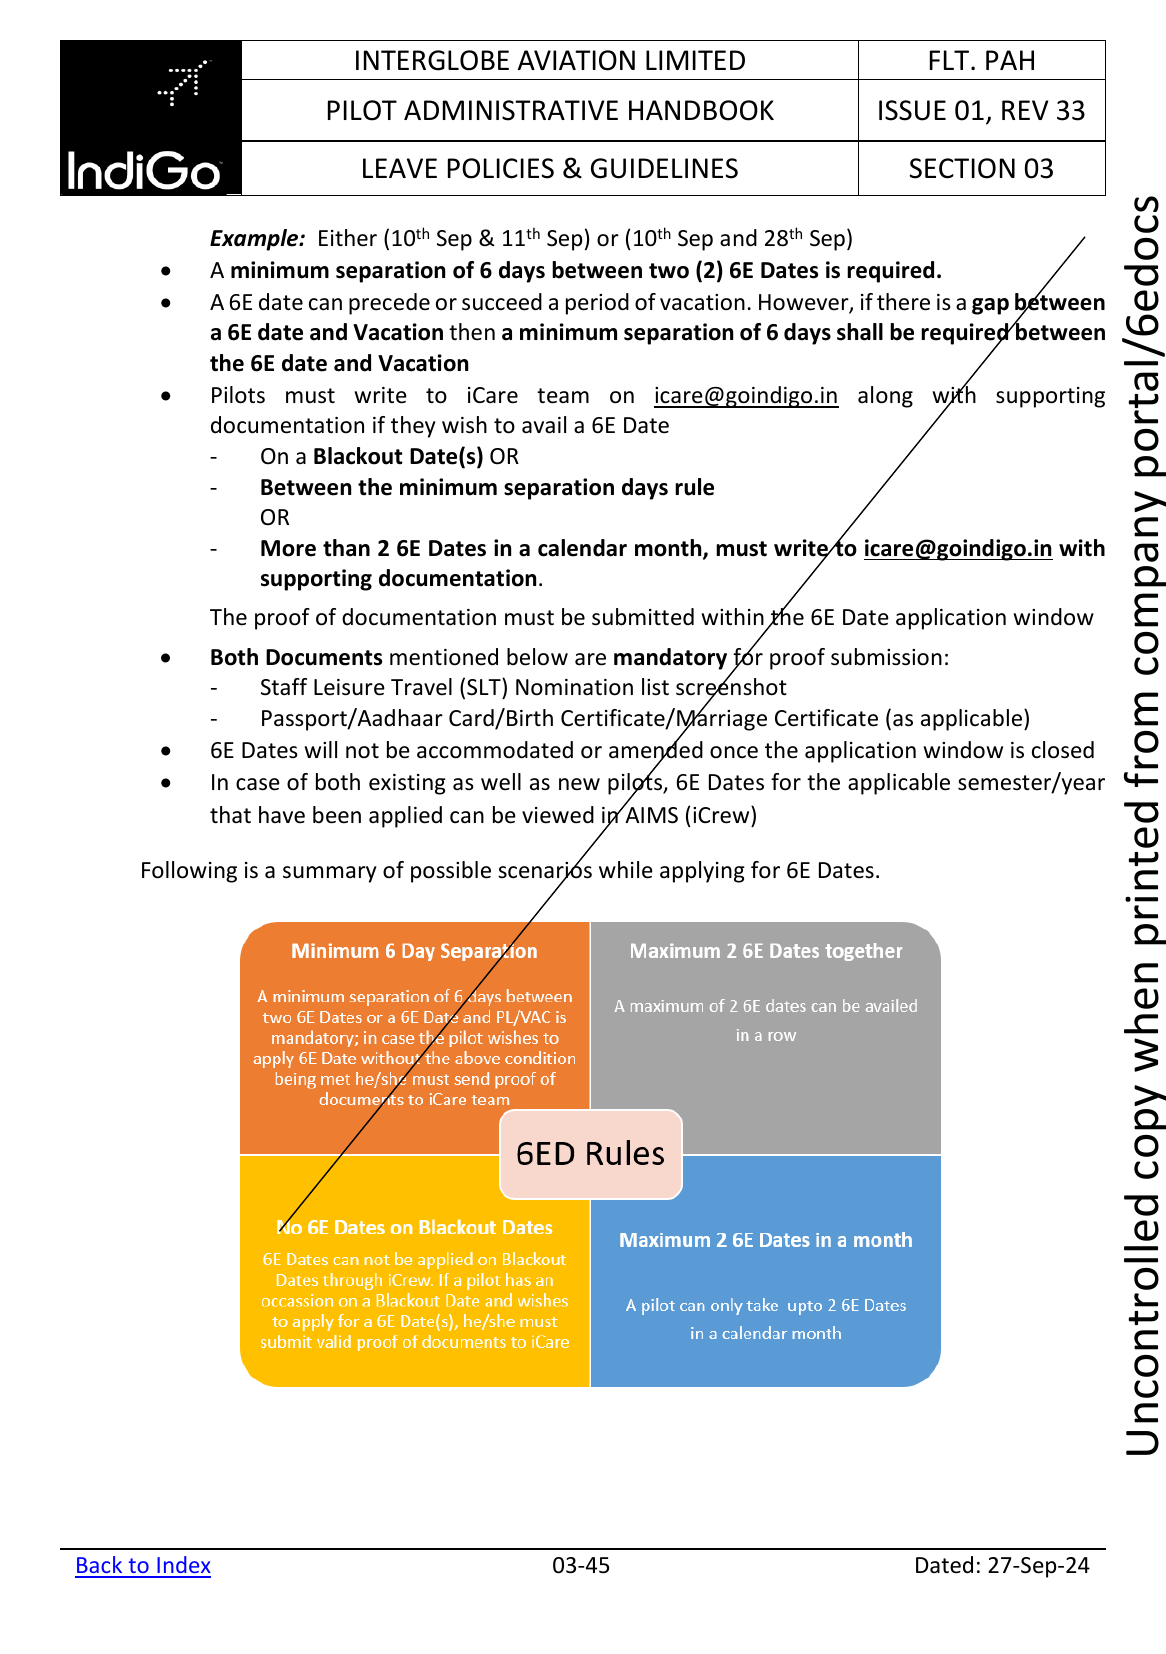 INTERGLOBE AVIATION LIMITED
FLT. PAH
PILOT ADMINISTRATIVE HANDBOOK
ISSUE 01, REV 33
IndiGo
LEAVE POLICIES & GUIDELINES
SECTION 03
Example: Either (10th Sep & 11th Sep) or (10th Sep and 28th Sep)
• A minimum separation of 6 days between two (2) 6E Dates is required.
• A 6E date can precede or succeed a period of vacation. However, if there is a gap between
a 6E date and Vacation then a minimum separation of 6 days shall be required between
the 6E date and Vacation
• Pilots must write to iCare team on icare@goindigo.in along with supporting
documentation if they wish to avail a 6E Date
- On a Blackout Date(s) OR
- Between the minimum separation days rule
OR
- More than 2 6E Dates in a calendar month, must write to icare@goindigo.in with
supporting documentation.
The proof of documentation must be submitted within the 6E Date application window
• Both Documents mentioned below are mandatory for proof submission:
- Staff Leisure Travel (SLT) Nomination list screenshot
- Passport/Aadhaar Card/Birth Certificate/Marriage Certificate (as applicable)
• 6E Dates will not be accommodated or amended once the application window is closed
• In case of both existing as well as new pilots, 6E Dates for the applicable semester/year
that have been applied can be viewed in AIMS (iCrew)
Following is a summary of possible scenarios while applying for 6E Dates.
Minimum 6 Day Separation
A minimum separation of 6 days between
two 6E Dates or a 6E Date and PL/VAC is
mandatory; in case the pilot wishes to
apply 6E Date without the above condition
being met he/she must send proof of
documents to iCare team
Maximum 2 6E Dates together
A maximum of 2 6E dates can be availed
in a row
6ED Rules
No 6E Dates on Blackout Dates
6E Dates can not be applied on Blackout
Dates through iCrew. If a pilot has an
occassion on a Blackout Date and wishes
to apply for a 6E Date(s), he/she must
submit valid proof of documents to iCare
Maximum 2 6E Dates in a month
A pilot can only take upto 2 6E Dates
in a calendar month
Back to Index
03-45
Dated: 27-Sep-24
Uncontrolled copy when printed from company portal/6edocs